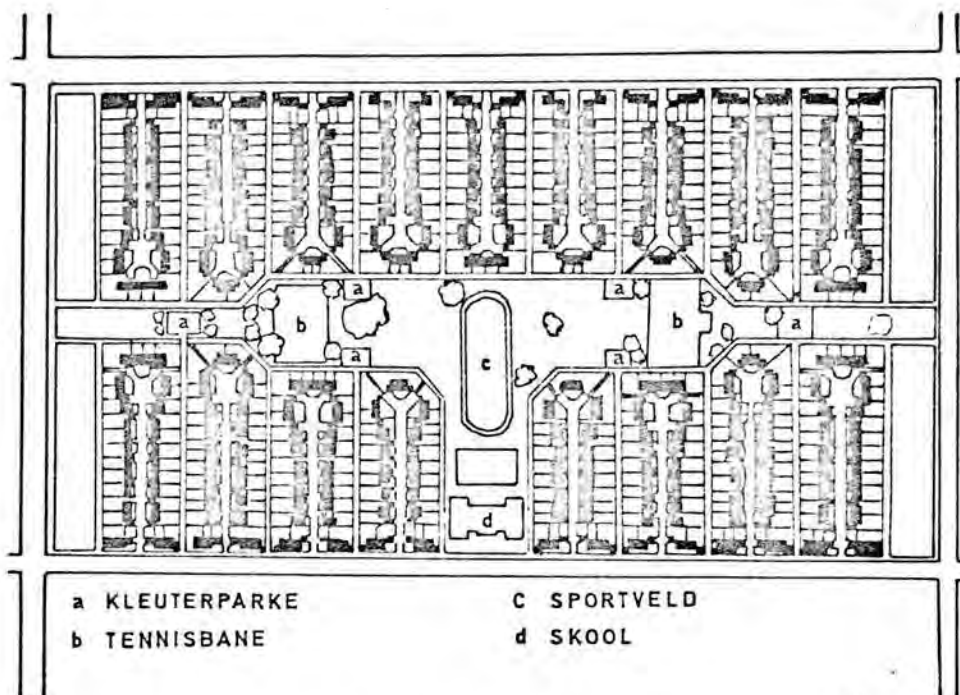 a a
a b b a
c
a a
d
a KLEUTERPARKE
b TENNISBANE
C SPORTVELD
d SKOOL